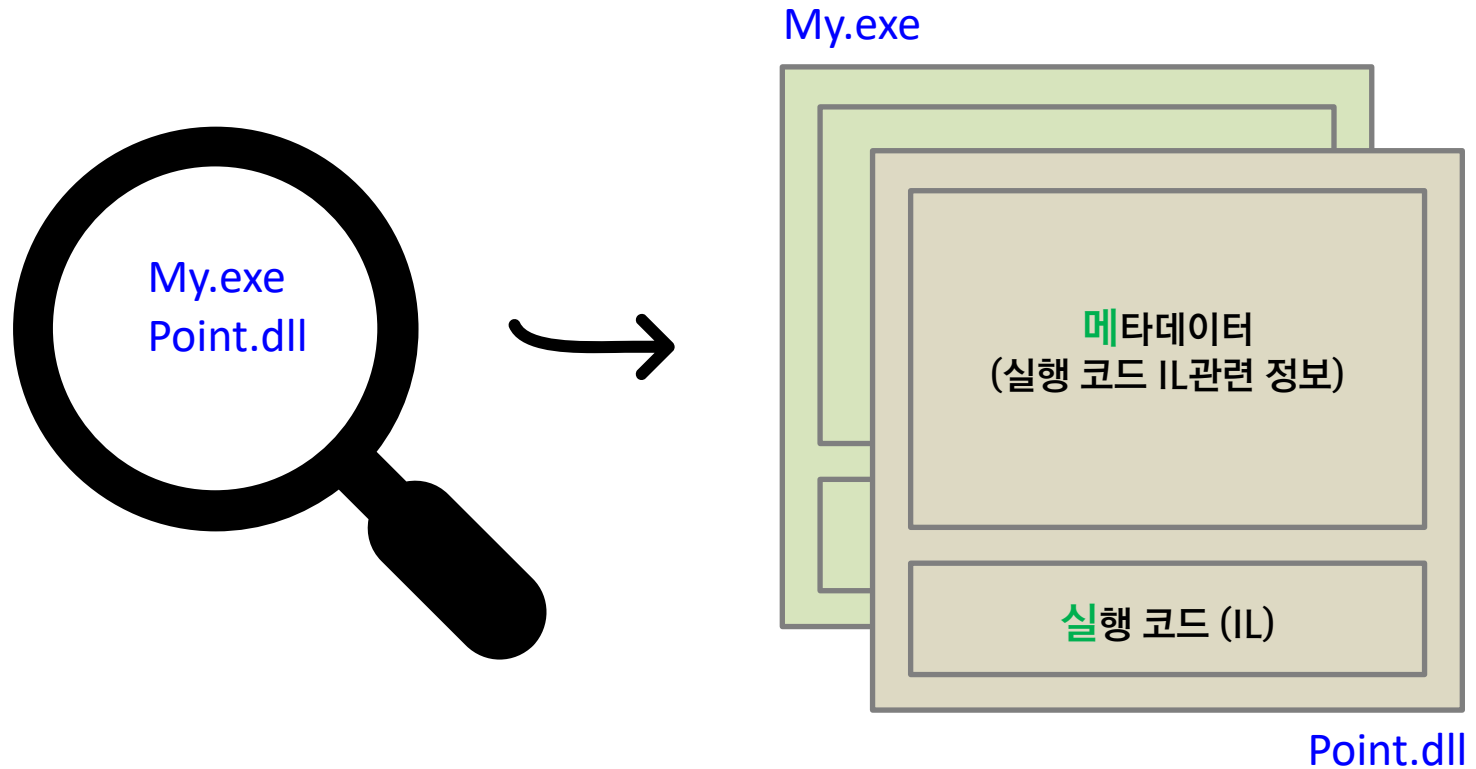 My.exe
My.exe
Point.dll
메타데이터
(실행 코드 IL관련 정보)
실행 코드 (IL)
Point.dll